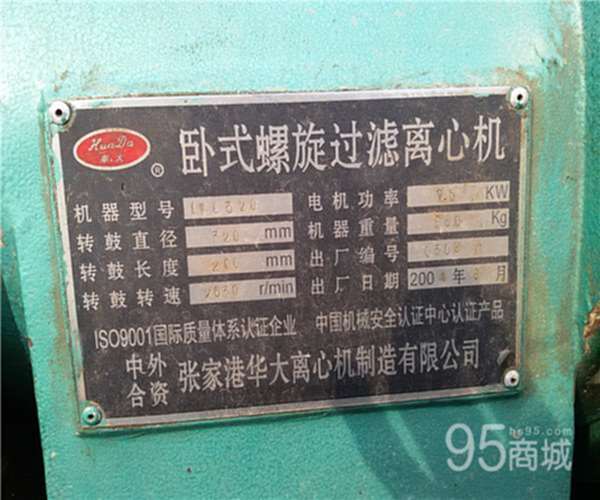 HuaDa
华大
®
卧式螺旋过滤离心机
机器型号 电机功率 KW
转鼓直径 320 mm 机器重量 Kg
转鼓长度 mm 出厂编号
转鼓转速 r/min 出厂日期 200 年 月
ISO9001国际质量体系认证企业 中国机械安全认证中心认证产品
中外合资 张家港华大离心机制造有限公司
95商城
hs95.com